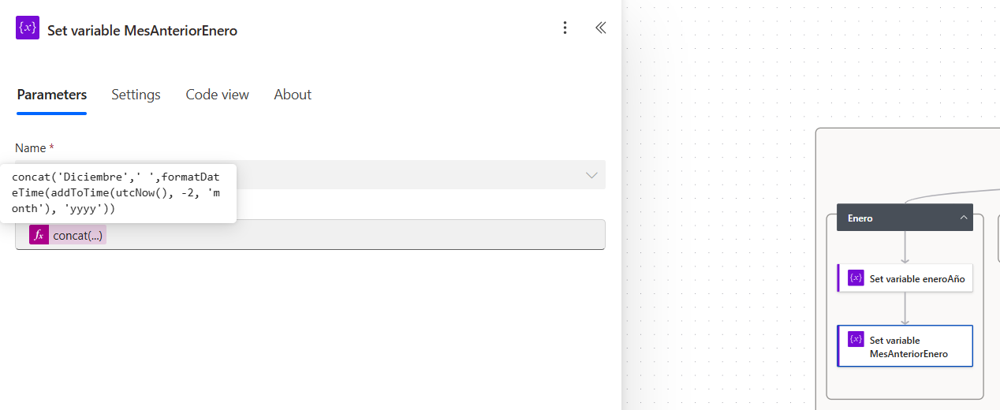 {x} Set variable MesAnteriorEnero
Parameters Settings Code view About
Name *
concat('Diciembre',' ',formatDat
eTime(addToTime(utcNow(), -2, 'm
onth'), 'yyyy'))
fx concat(...)
Enero
{x} Set variable eneroAño
{x} Set variable
MesAnteriorEnero